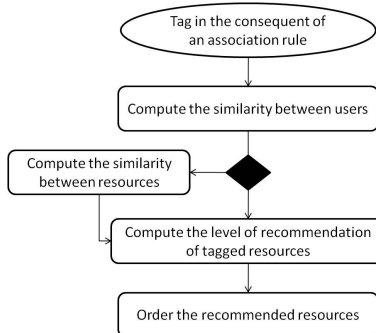 Tag in the consequent of
an association rule
Compute the similarity between users
Compute the similarity
between resources
Compute the level of recommendation
of tagged resources
Order the recommended resources